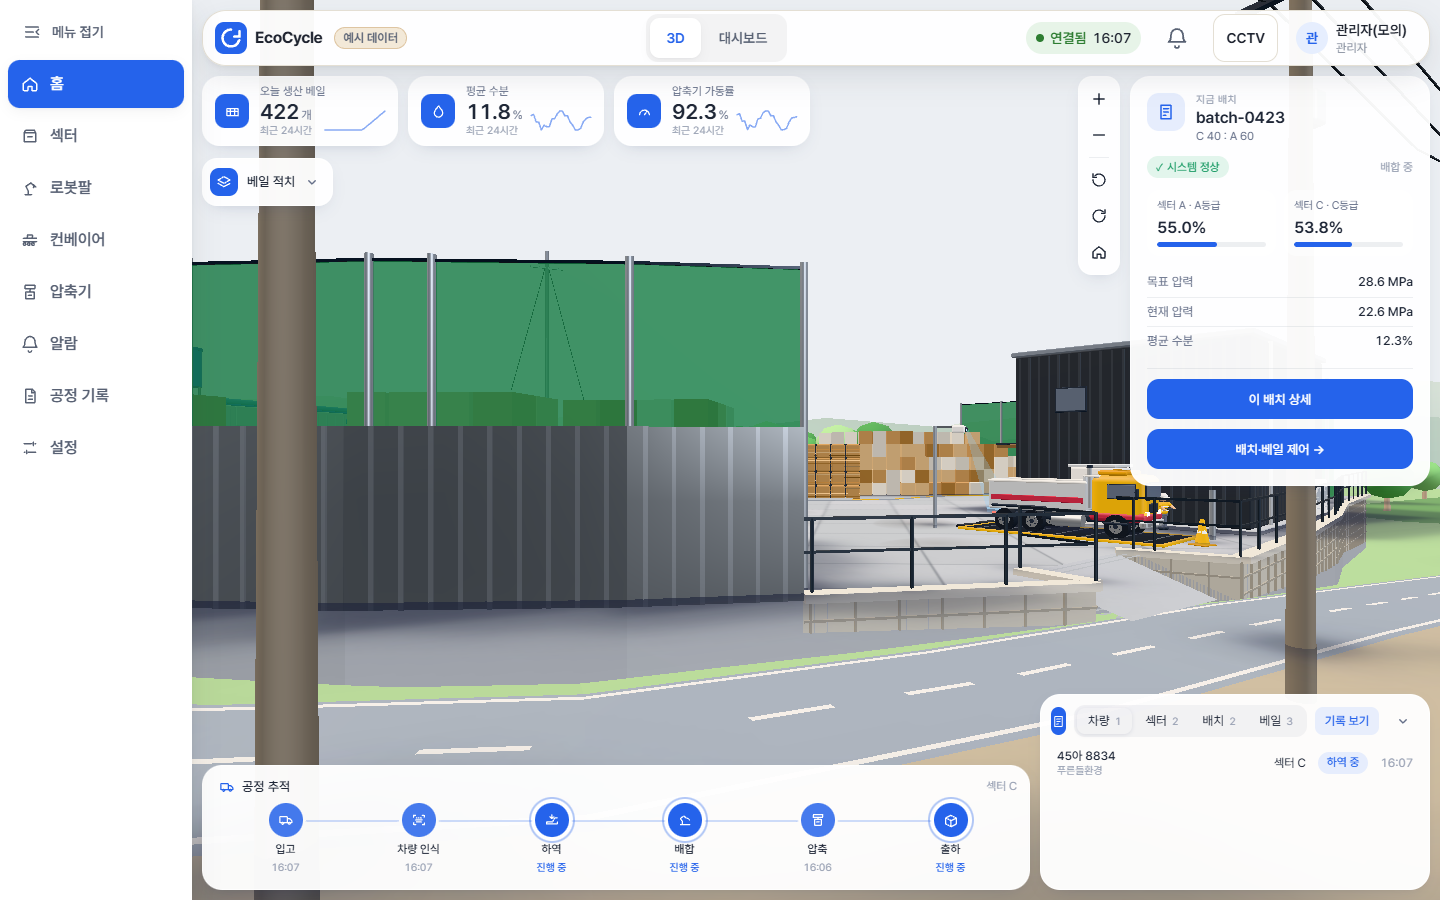 메뉴 접기
홈
섹터
로봇팔
컨베이어
압축기
알람
공정 기록
설정
EcoCycle
예시 데이터
3D
대시보드
연결됨 16:07
CCTV
관
관리자(모의)
관리자
오늘 생산 베일
422 개
최근 24시간
평균 수분
11.8 %
최근 24시간
압축기 가동률
92.3 %
최근 24시간
베일 적치
지금 배치
batch-0423
C 40 : A 60
✓ 시스템 정상
배합 중
섹터 A · A등급
55.0%
섹터 C · C등급
53.8%
목표 압력 28.6 MPa
현재 압력 22.6 MPa
평균 수분 12.3%
이 배치 상세
배치·베일 제어 →
공정 추적
섹터 C
입고
16:07
차량 인식
16:07
하역
진행 중
배합
진행 중
압축
16:06
출하
진행 중
차량 1
섹터 2
배치 2
베일 3
기록 보기
45아 8834
푸른들환경
섹터 C
하역 중
16:07